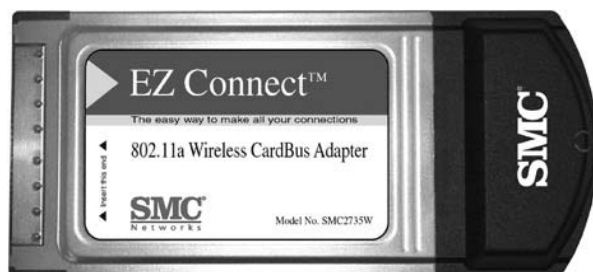 EZ Connect™
The easy way to make all your connections
802.11a Wireless CardBus Adapter
▲ Insert this end ▲
SMC®
Networks
Model No. SMC2735W
SMC